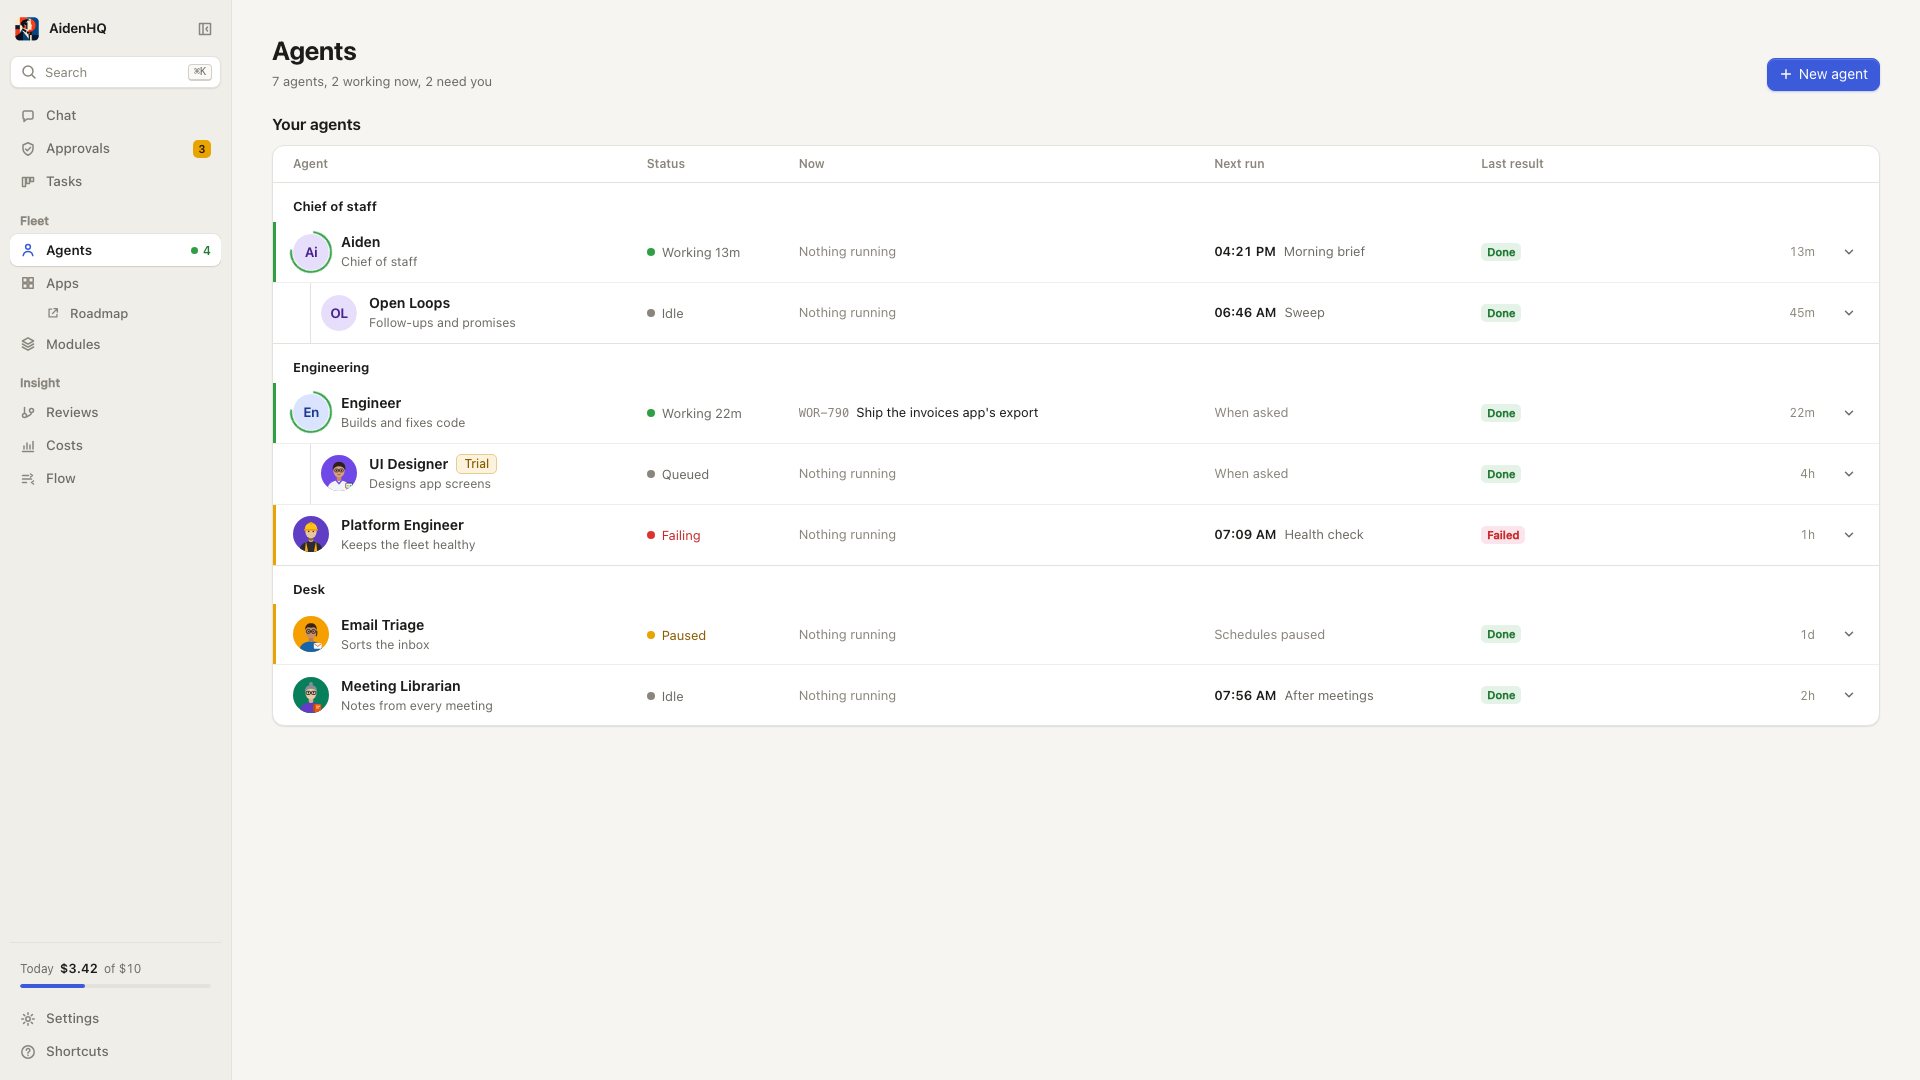 AidenHQ
Search ⌘K
Chat
Approvals 3
Tasks
Fleet
Agents 4
Apps
Roadmap
Modules
Insight
Reviews
Costs
Flow
Today $3.42 of $10
Settings
Shortcuts
Agents
7 agents, 2 working now, 2 need you
+ New agent
Your agents
Agent Status Now Next run Last result
Chief of staff
Ai Aiden
Chief of staff
Working 13m Nothing running 04:21 PM Morning brief Done 13m
OL Open Loops
Follow-ups and promises
Idle Nothing running 06:46 AM Sweep Done 45m
Engineering
En Engineer
Builds and fixes code
Working 22m WOR-790 Ship the invoices app's export When asked Done 22m
UI Designer Trial
Designs app screens
Queued Nothing running When asked Done 4h
Platform Engineer
Keeps the fleet healthy
Failing Nothing running 07:09 AM Health check Failed 1h
Desk
Email Triage
Sorts the inbox
Paused Nothing running Schedules paused Done 1d
Meeting Librarian
Notes from every meeting
Idle Nothing running 07:56 AM After meetings Done 2h